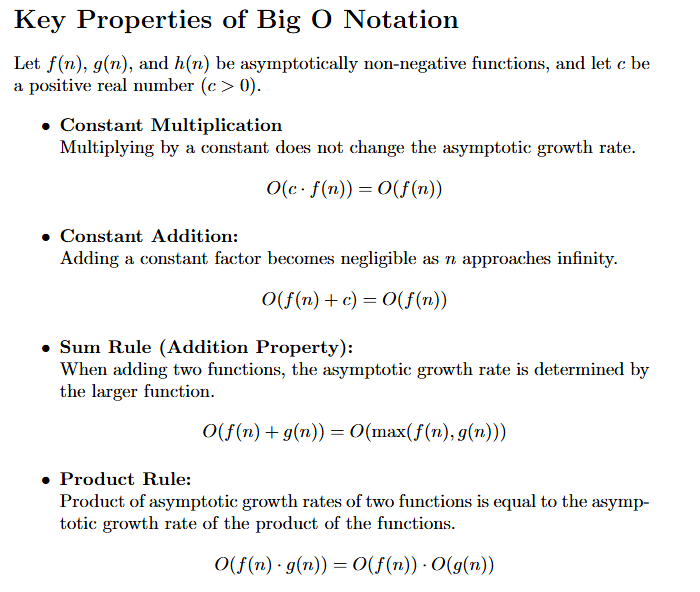 Key Properties of Big O Notation
Let f(n), g(n), and h(n) be asymptotically non-negative functions, and let c be
a positive real number (c > 0).
• Constant Multiplication
Multiplying by a constant does not change the asymptotic growth rate.
O(c · f(n)) = O(f(n))
• Constant Addition:
Adding a constant factor becomes negligible as n approaches infinity.
O(f(n) + c) = O(f(n))
• Sum Rule (Addition Property):
When adding two functions, the asymptotic growth rate is determined by
the larger function.
O(f(n) + g(n)) = O(max(f(n), g(n)))
• Product Rule:
Product of asymptotic growth rates of two functions is equal to the asymp-
totic growth rate of the product of the functions.
O(f(n) · g(n)) = O(f(n)) · O(g(n))